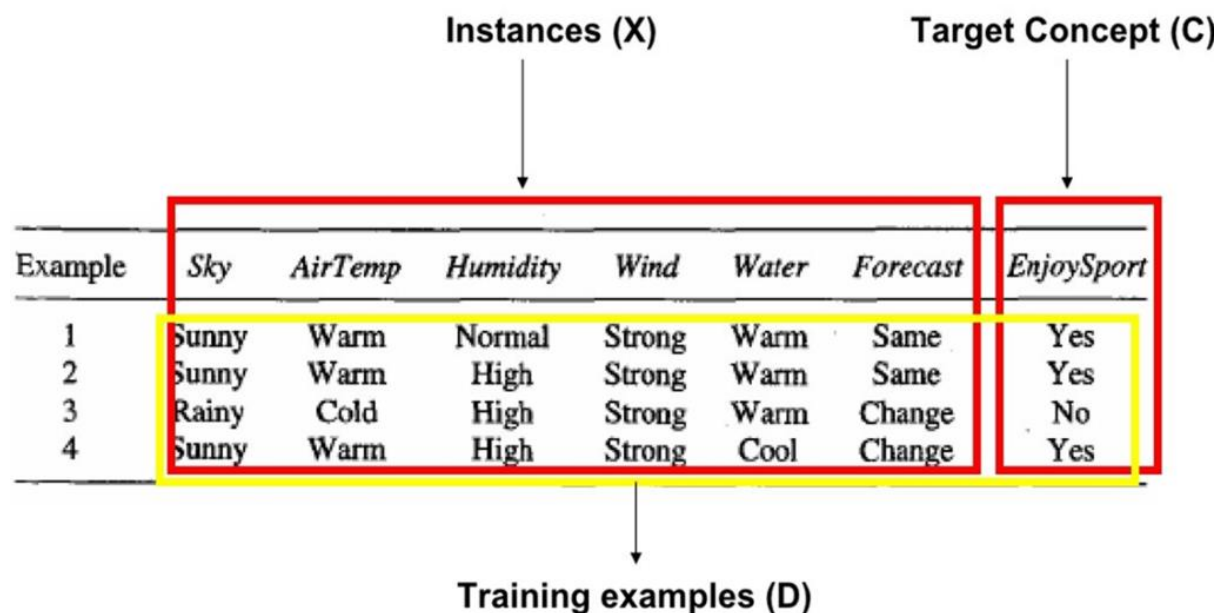 Instances (X) Target Concept (C)
Example Sky AirTemp Humidity Wind Water Forecast EnjoySport
1 Sunny Warm Normal Strong Warm Same Yes
2 Sunny Warm High Strong Warm Same Yes
3 Rainy Cold High Strong Warm Change No
4 Sunny Warm High Strong Cool Change Yes
Training examples (D)